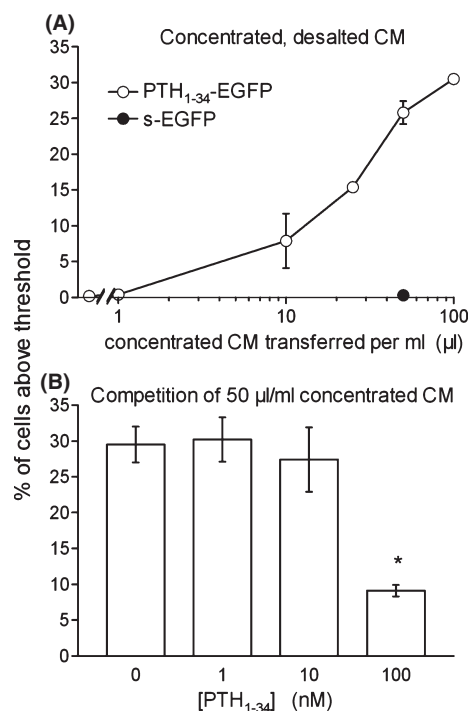 (A)
Concentrated, desalted CM
35
30
25
20
15
10
5
0
PTH1-34-EGFP
s-EGFP
1
10
100
concentrated CM transferred per ml (µl)
% of cells above threshold
(B)
Competition of 50 µl/ml concentrated CM
35
30
25
20
15
10
5
0
*
0
1
10
100
[PTH1-34] (nM)